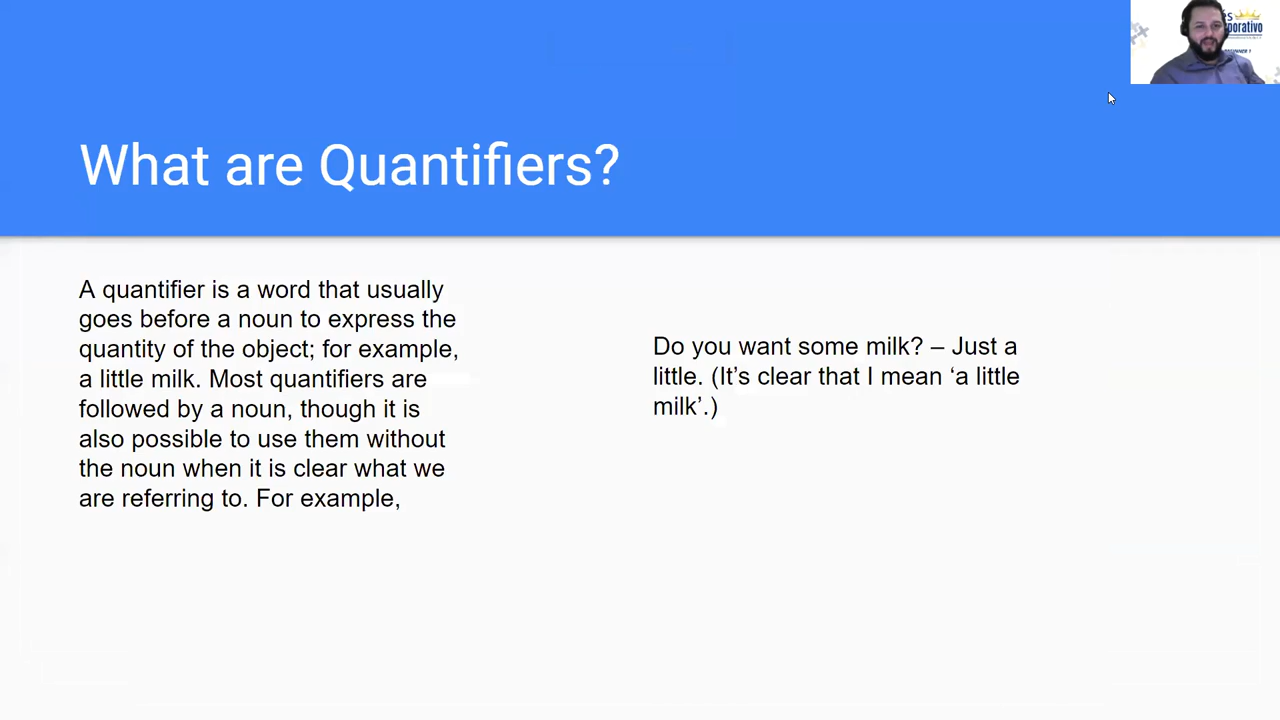 What are Quantifiers?
A quantifier is a word that usually
goes before a noun to express the
quantity of the object; for example,
a little milk. Most quantifiers are
followed by a noun, though it is
also possible to use them without
the noun when it is clear what we
are referring to. For example,
Do you want some milk? – Just a
little. (It’s clear that I mean ‘a little
milk’.)